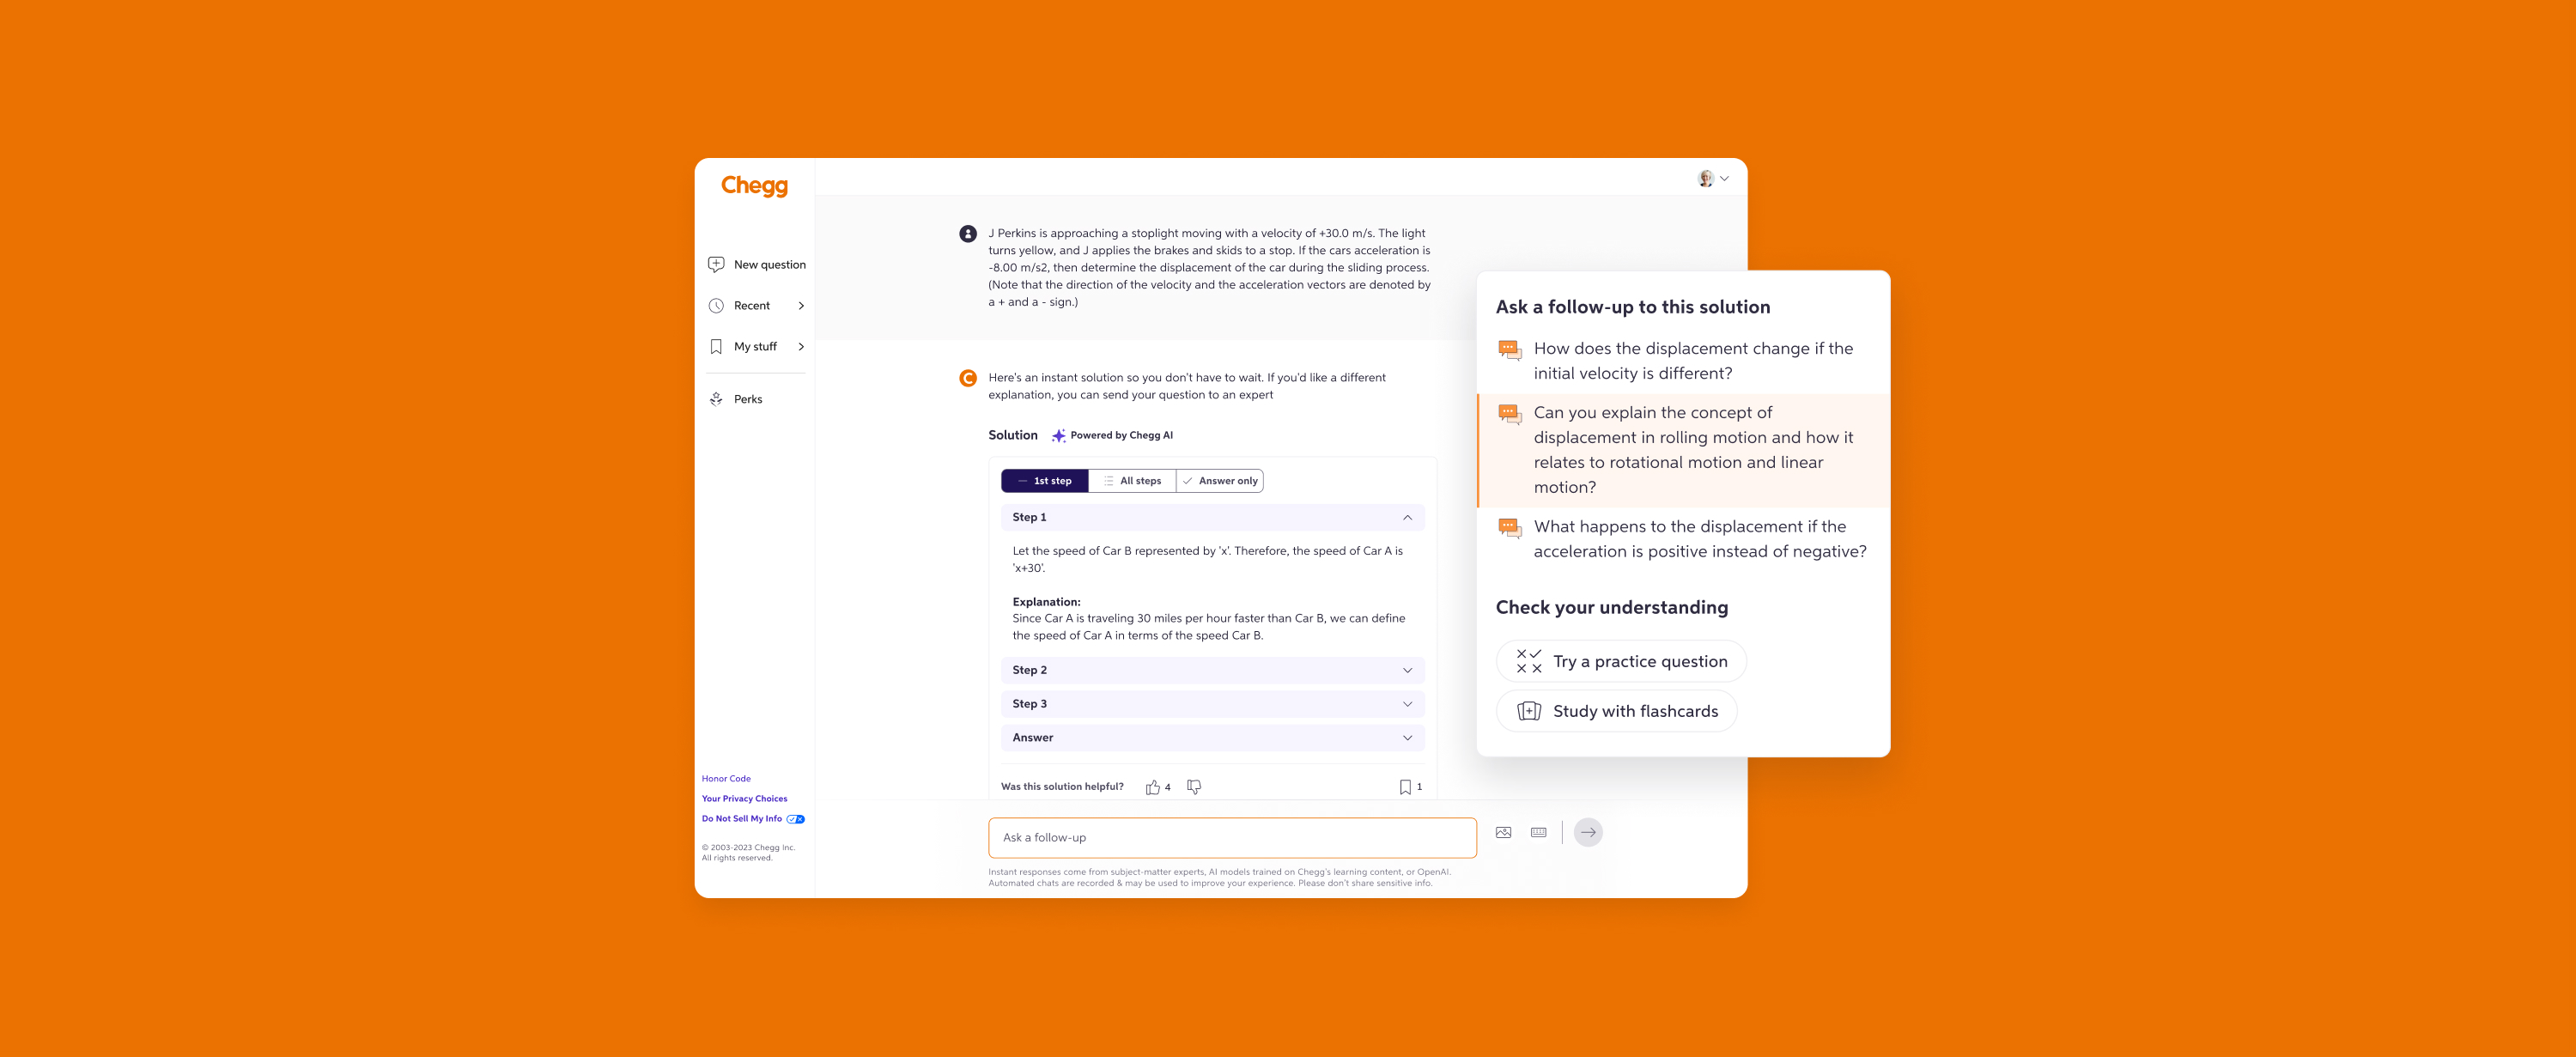 Chegg
New question
Recent
My stuff
Perks
Honor Code
Your Privacy Choices
Do Not Sell My Info
© 2003-2023 Chegg Inc.
All rights reserved.
J Perkins is approaching a stoplight moving with a velocity of +30.0 m/s. The light
turns yellow, and J applies the brakes and skids to a stop. If the cars acceleration is
-8.00 m/s2, then determine the displacement of the car during the sliding process.
(Note that the direction of the velocity and the acceleration vectors are denoted by
a + and a - sign.)
C
Here's an instant solution so you don't have to wait. If you'd like a different
explanation, you can send your question to an expert
Solution Powered by Chegg AI
1st step All steps Answer only
Step 1
Let the speed of Car B represented by 'x'. Therefore, the speed of Car A is
'x+30'.
Explanation:
Since Car A is traveling 30 miles per hour faster than Car B, we can define
the speed of Car A in terms of the speed Car B.
Step 2
Step 3
Answer
Was this solution helpful? 4 1
Ask a follow-up
Instant responses come from subject-matter experts, AI models trained on Chegg's learning content, or OpenAI.
Automated chats are recorded & may be used to improve your experience. Please don't share sensitive info.
Ask a follow-up to this solution
How does the displacement change if the
initial velocity is different?
Can you explain the concept of
displacement in rolling motion and how it
relates to rotational motion and linear
motion?
What happens to the displacement if the
acceleration is positive instead of negative?
Check your understanding
Try a practice question
Study with flashcards